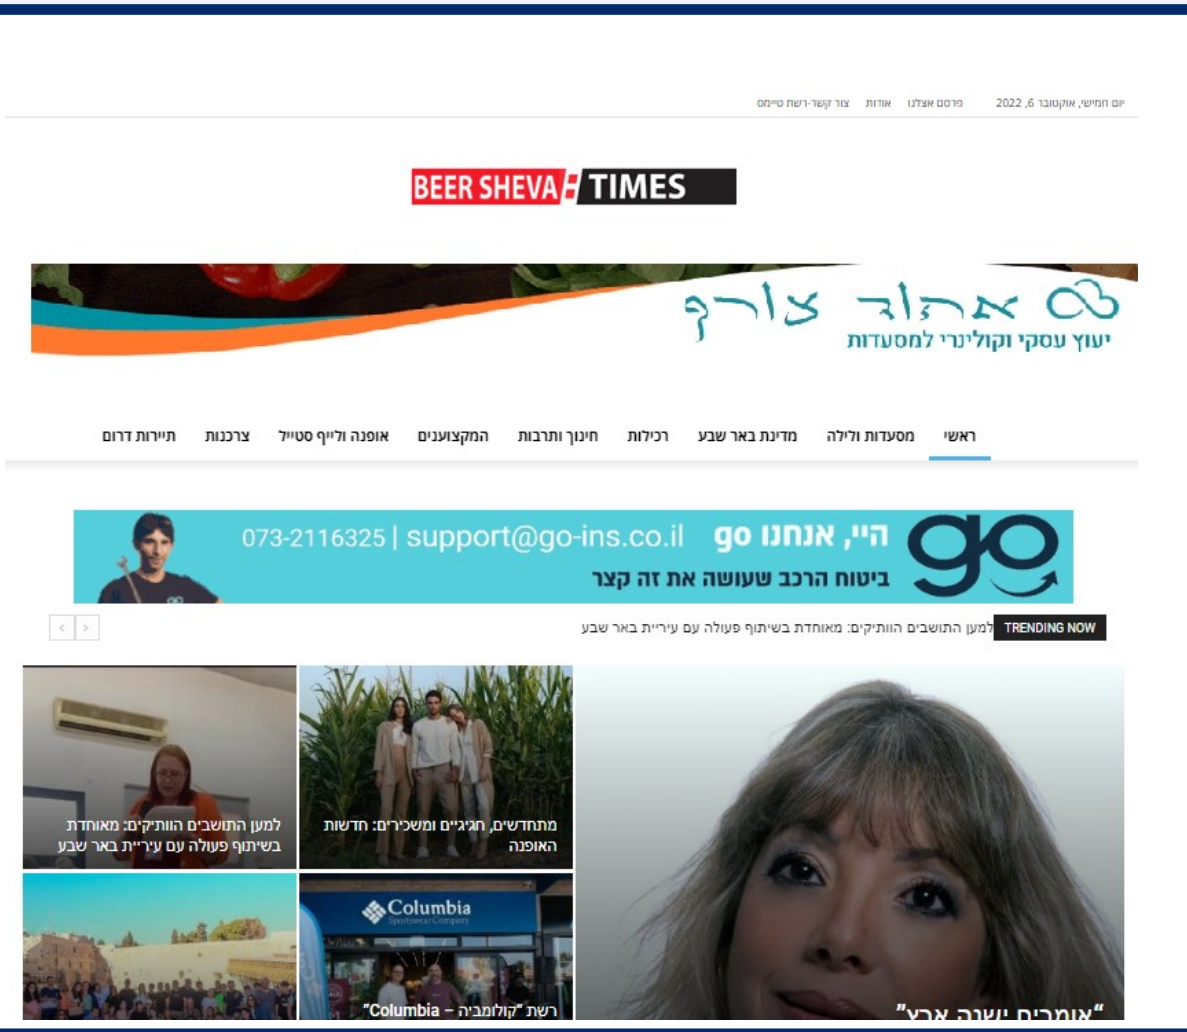 יום חמישי, אוקטובר 6, 2022 פרסם אצלנו אודות צור קשר-רשת טיימס
BEER SHEVA TIMES
אהוד צורף
יעוץ עסקי וקולינרי למסעדות
ראשי מסעדות ולילה מדינת באר שבע רכילות חינוך ותרבות המקצוענים אופנה ולייף סטייל צרכנות תיירות דרום
go היי, אנחנו go support@go-ins.co.il | 073-2116325
ביטוח הרכב שעושה את זה קצר
TRENDING NOW למען התושבים הוותיקים: מאוחדת בשיתוף פעולה עם עיריית באר שבע
מתחדשים, חגיגיים ומשכירים: חדשות
האופנה
למען התושבים הוותיקים: מאוחדת
בשיתוף פעולה עם עיריית באר שבע
Columbia
Sportswear Company
רשת "קולומביה – Columbia"
“אומרים ישנה ארץ”